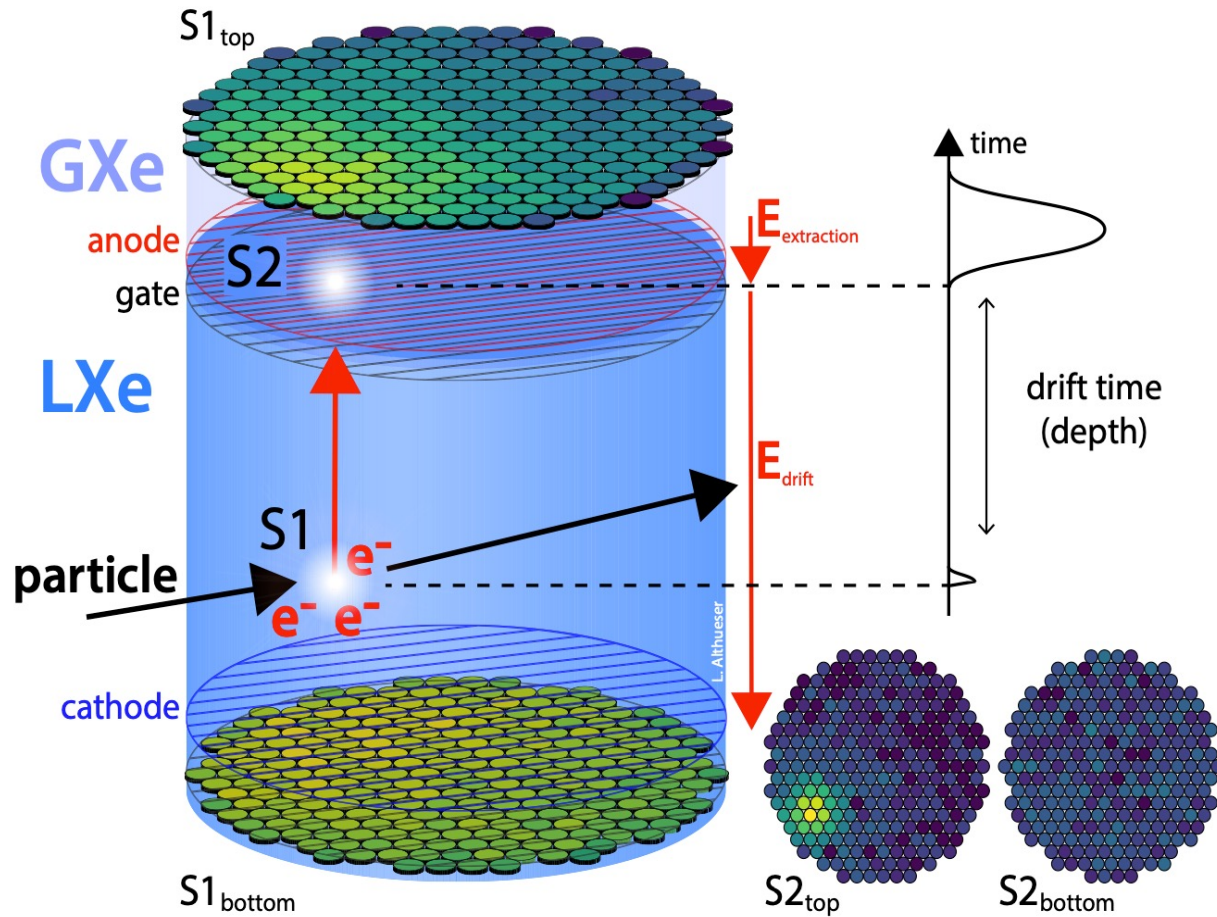 S1top
GXe
anode
gate
S2
LXe
S1
e-
particle
e- e-
cathode
S1bottom
Eextraction
Edrift
time
drift time
(depth)
L. Althueser
S2top
S2bottom